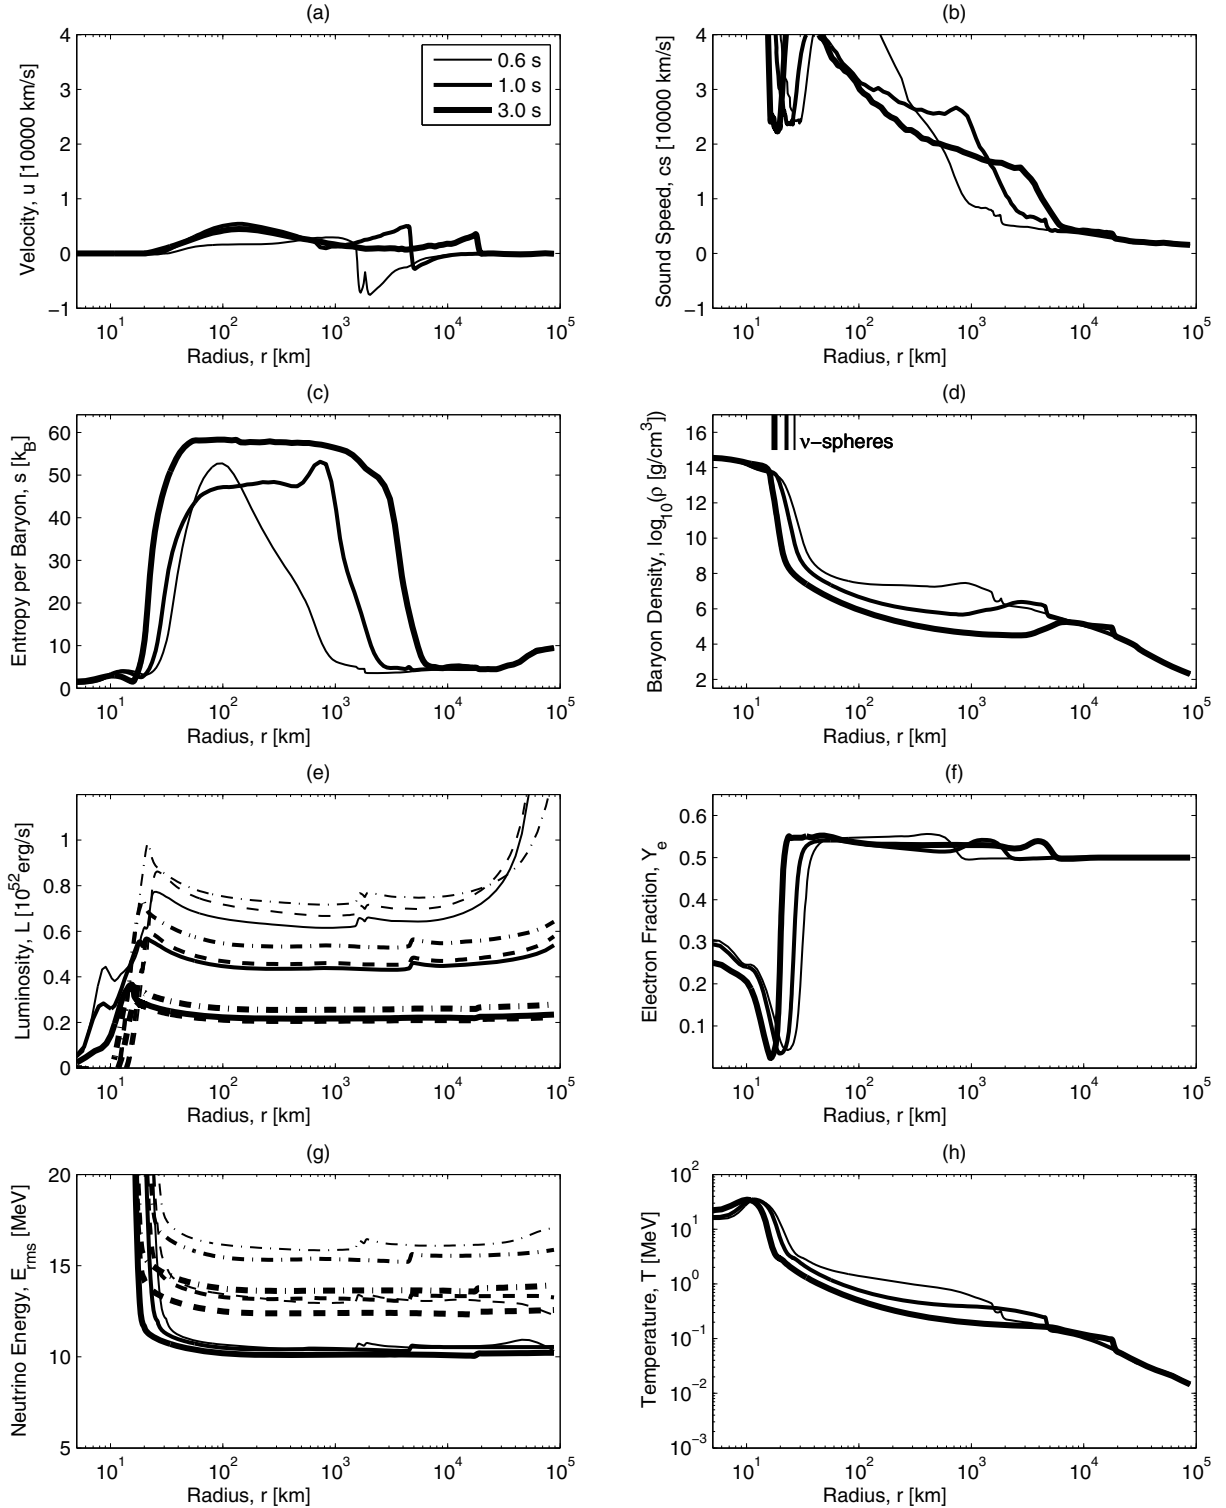 (a)
Velocity, u [10000 km/s]
4
3
2
1
0
−1
0.6 s
1.0 s
3.0 s
10^1 10^2 10^3 10^4 10^5
Radius, r [km]
(b)
Sound Speed, cs [10000 km/s]
4
3
2
1
0
−1
10^1 10^2 10^3 10^4 10^5
Radius, r [km]
(c)
Entropy per Baryon, s [k_B]
60
50
40
30
20
10
0
10^1 10^2 10^3 10^4 10^5
Radius, r [km]
(d)
Baryon Density, log_10(ρ [g/cm^3])
16
14
12
10
8
6
4
2
ν−spheres
10^1 10^2 10^3 10^4 10^5
Radius, r [km]
(e)
Luminosity, L [10^52 erg/s]
1
0.8
0.6
0.4
0.2
0
10^1 10^2 10^3 10^4 10^5
Radius, r [km]
(f)
Electron Fraction, Y_e
0.6
0.5
0.4
0.3
0.2
0.1
10^1 10^2 10^3 10^4 10^5
Radius, r [km]
(g)
Neutrino Energy, E_rms [MeV]
20
15
10
5
10^1 10^2 10^3 10^4 10^5
Radius, r [km]
(h)
Temperature, T [MeV]
10^2
10^1
10^0
10^−1
10^−2
10^−3
10^1 10^2 10^3 10^4 10^5
Radius, r [km]